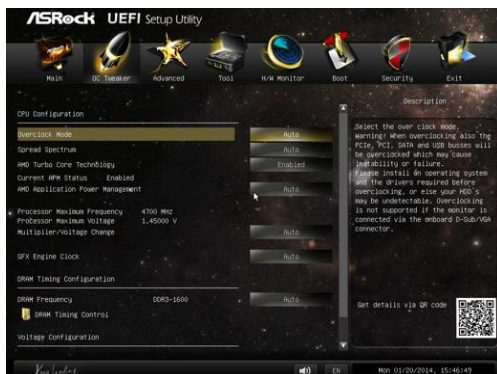 ASRock UEFI Setup Utility
Main OC Tweaker Advanced Tool H/W Monitor Boot Security Exit
CPU Configuration
Overclock Mode Auto
Spread Spectrum Auto
AMD Turbo Core Technology Enabled
Current APM Status Enabled
AMD Application Power Management Auto
Processor Maximum Frequency 4700 MHz
Processor Maximum Voltage 1.45000 V
Multiplier/Voltage Change Auto
GFX Engine Clock Auto
DRAM Timing Configuration
DRAM Frequency DDR3-1600 Auto
DRAM Timing Control
Voltage Configuration
Description
Select the over clock mode.
Warning! When overclocking also the
PCIe, PCI, SATA and USB busses will
be overclocked which may cause
instability or failure.
Please install an operating system
and the drivers required before
overclocking, or else your HDD's
may be undetectable. Overclocking
is not supported if the monitor is
connected via the onboard D-Sub/VGA
connector.
Get details via QR code
Keep Leading
EN
Mon 01/20/2014, 15:46:49